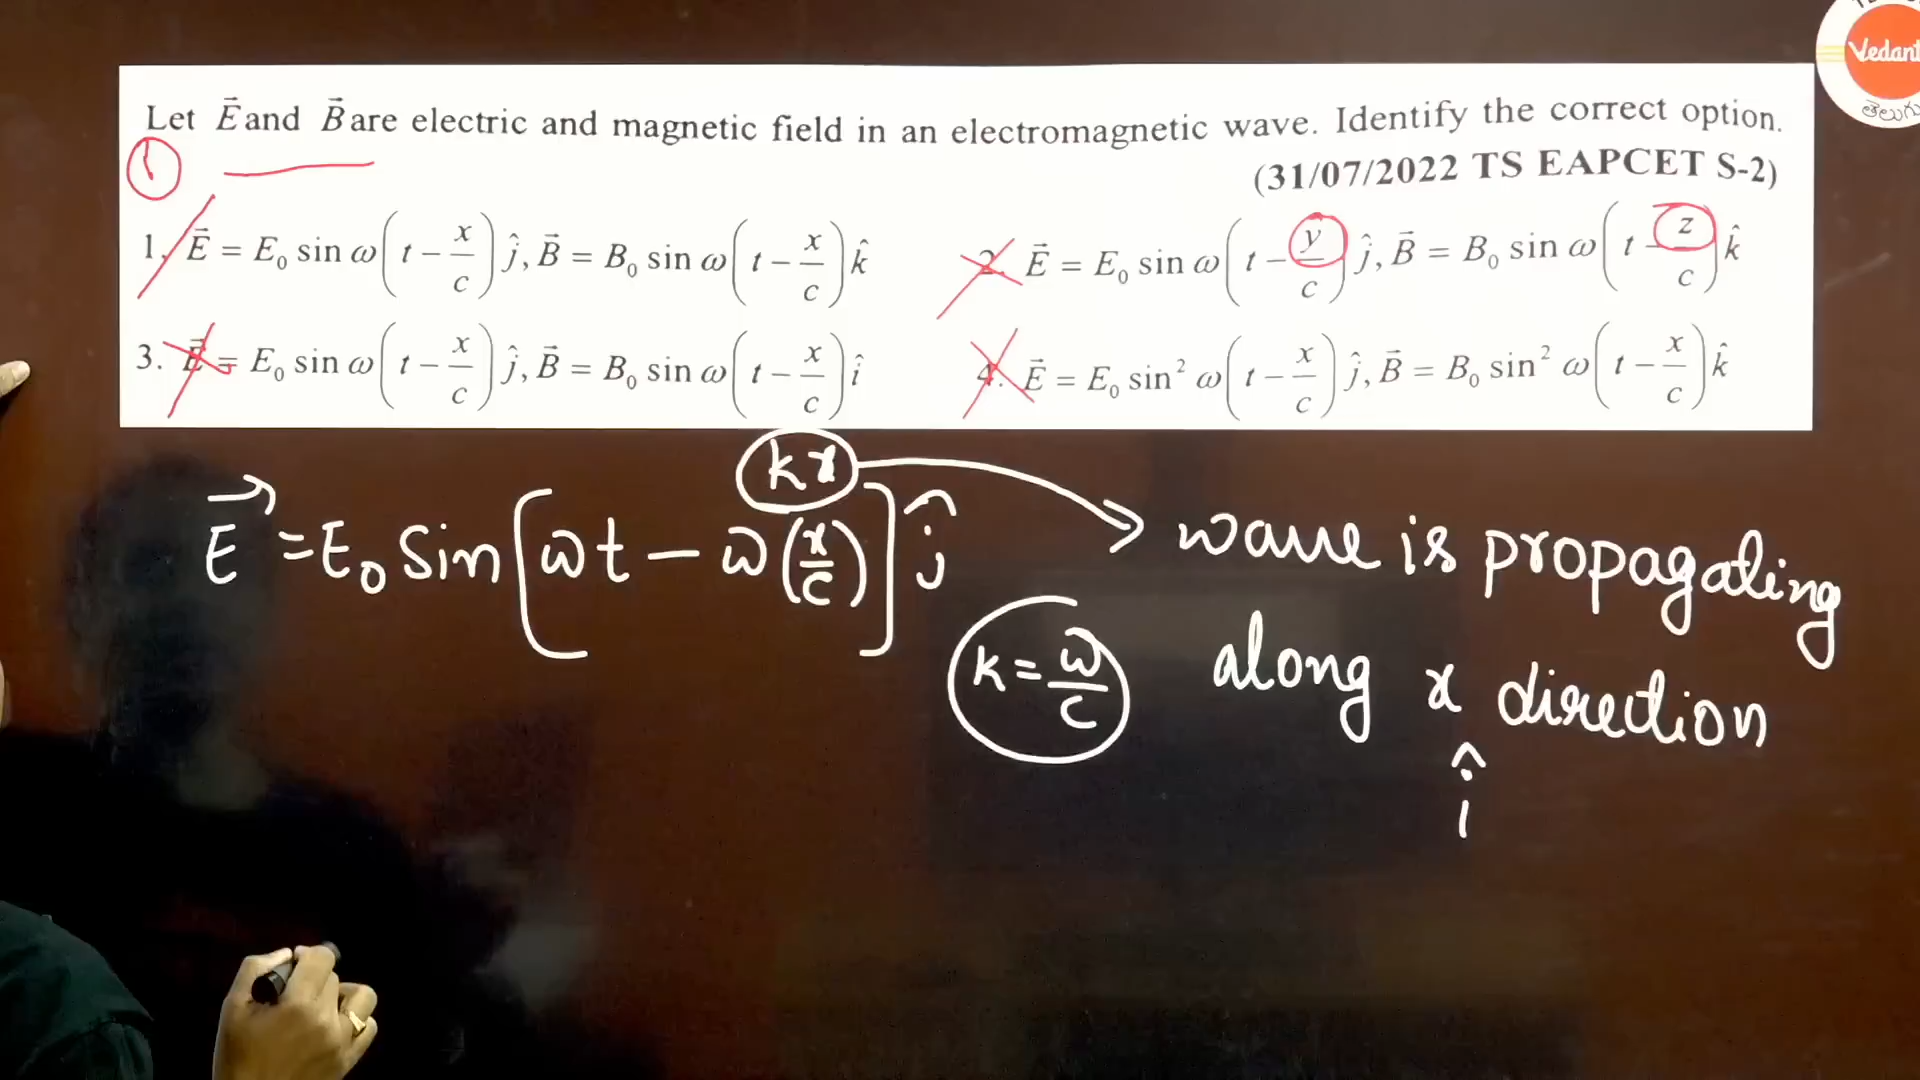 Vedant
తెలుగు
Let E⃗ and B⃗ are electric and magnetic field in an electromagnetic wave. Identify the correct option.
(31/07/2022 TS EAPCET S-2)
①
1. E⃗ = E₀ sin ω(t − x/c) ĵ, B⃗ = B₀ sin ω(t − x/c) k̂
2. E⃗ = E₀ sin ω(t − y/c) ĵ, B⃗ = B₀ sin ω(t − z/c) k̂
3. E⃗ = E₀ sin ω(t − x/c) ĵ, B⃗ = B₀ sin ω(t − x/c) î
4. E⃗ = E₀ sin² ω(t − x/c) ĵ, B⃗ = B₀ sin² ω(t − x/c) k̂
kx
E⃗ = E₀ Sin[ωt − ω(x/c)] ĵ
k = ω/c
wave is propagating
along x direction
î